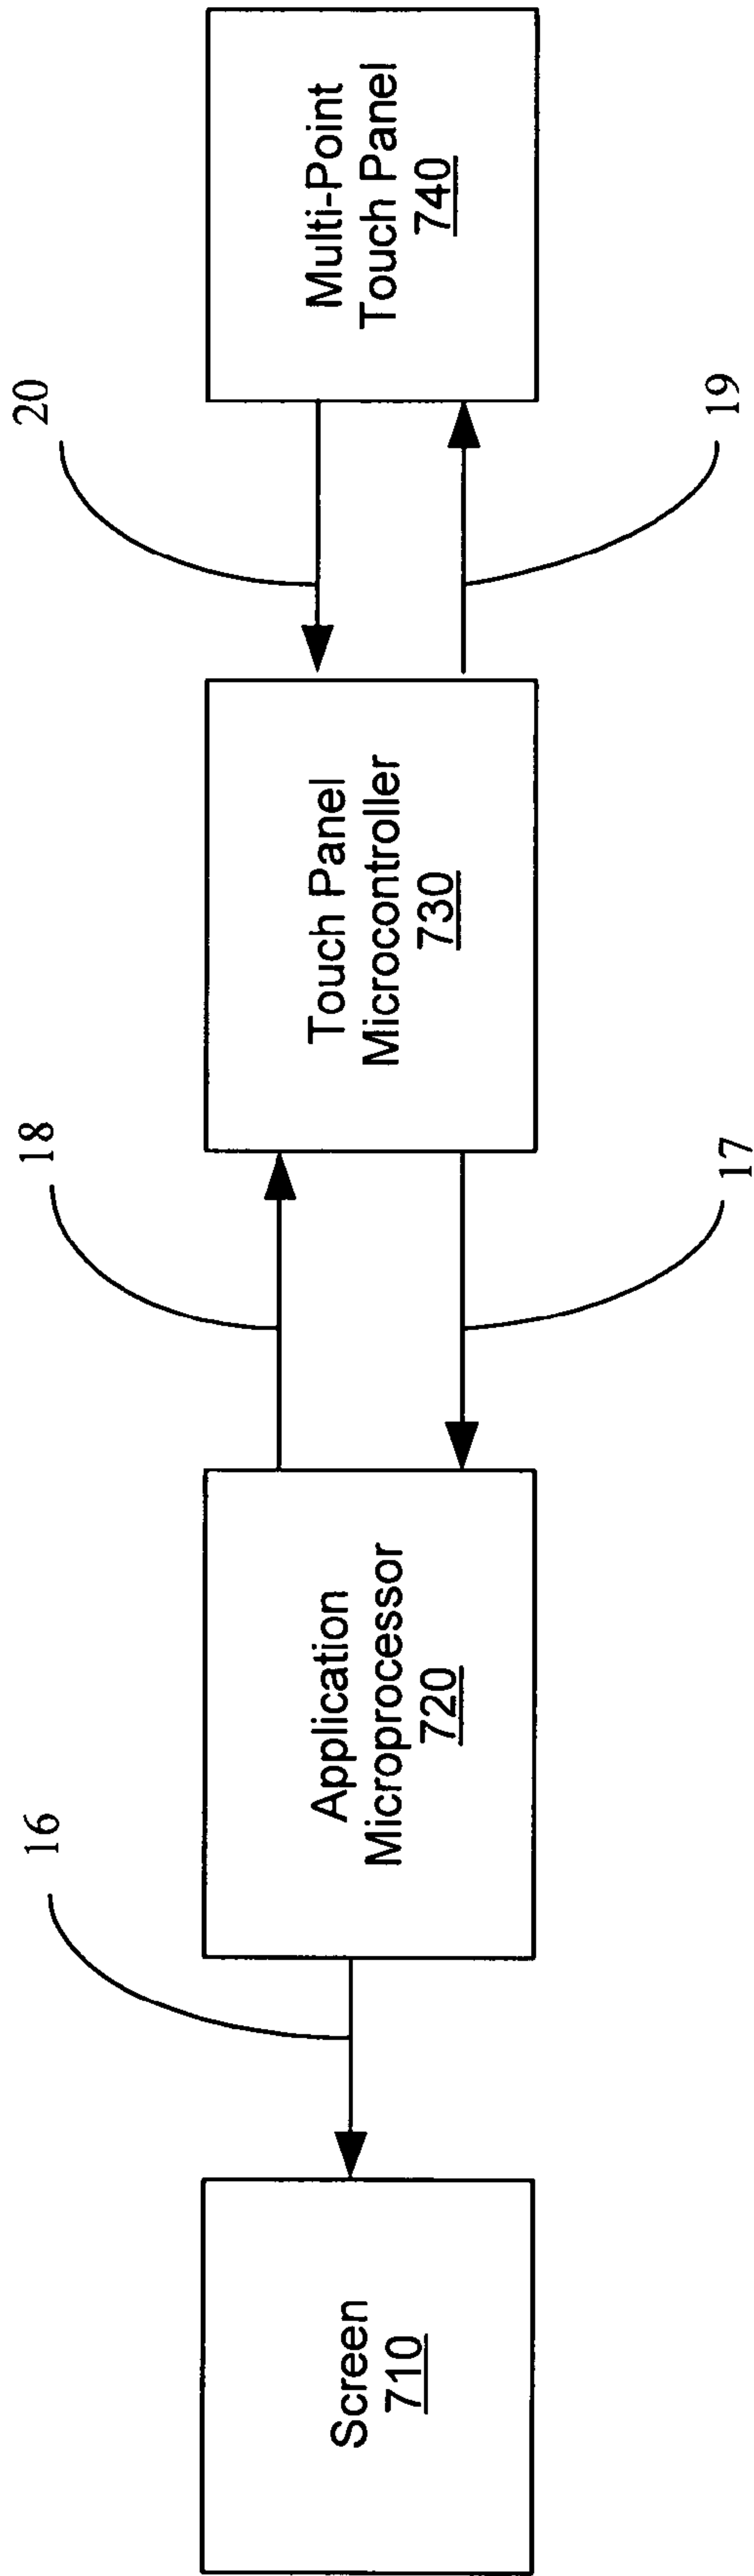 16
18
20
Screen
710
Application
Microprocessor
720
Touch Panel
Microcontroller
730
Multi-Point
Touch Panel
740
17
19